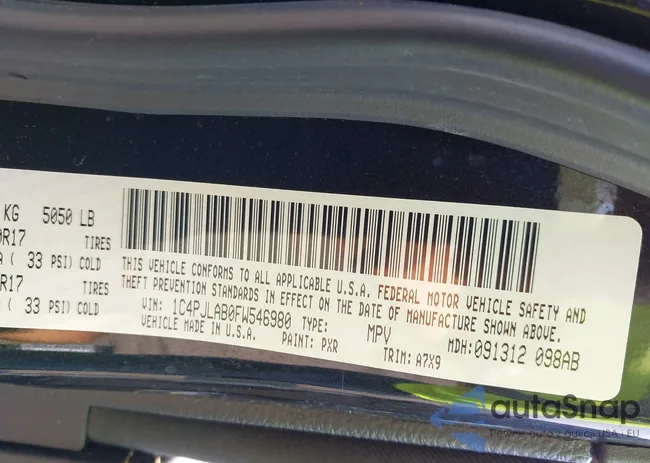 KG 5050 LB
0R17 TIRES
( 33 PSI) COLD
R17 TIRES
( 33 PSI) COLD
THIS VEHICLE CONFORMS TO ALL APPLICABLE U.S.A. FEDERAL MOTOR VEHICLE SAFETY AND
THEFT PREVENTION STANDARDS IN EFFECT ON THE DATE OF MANUFACTURE SHOWN ABOVE.
VIN: 1C4PJLAB0FW546980 TYPE: MPV MDH: 091312 098AB
VEHICLE MADE IN U.S.A. PAINT: PXR TRIM: A7X9
autoSnap